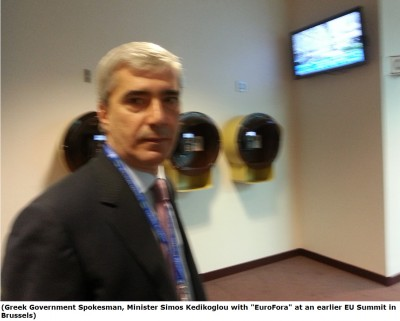 (Greek Government Spokesman, Minister Simos Kedikoglou with "EuroFora" at an earlier EU Summit in
Brussels)